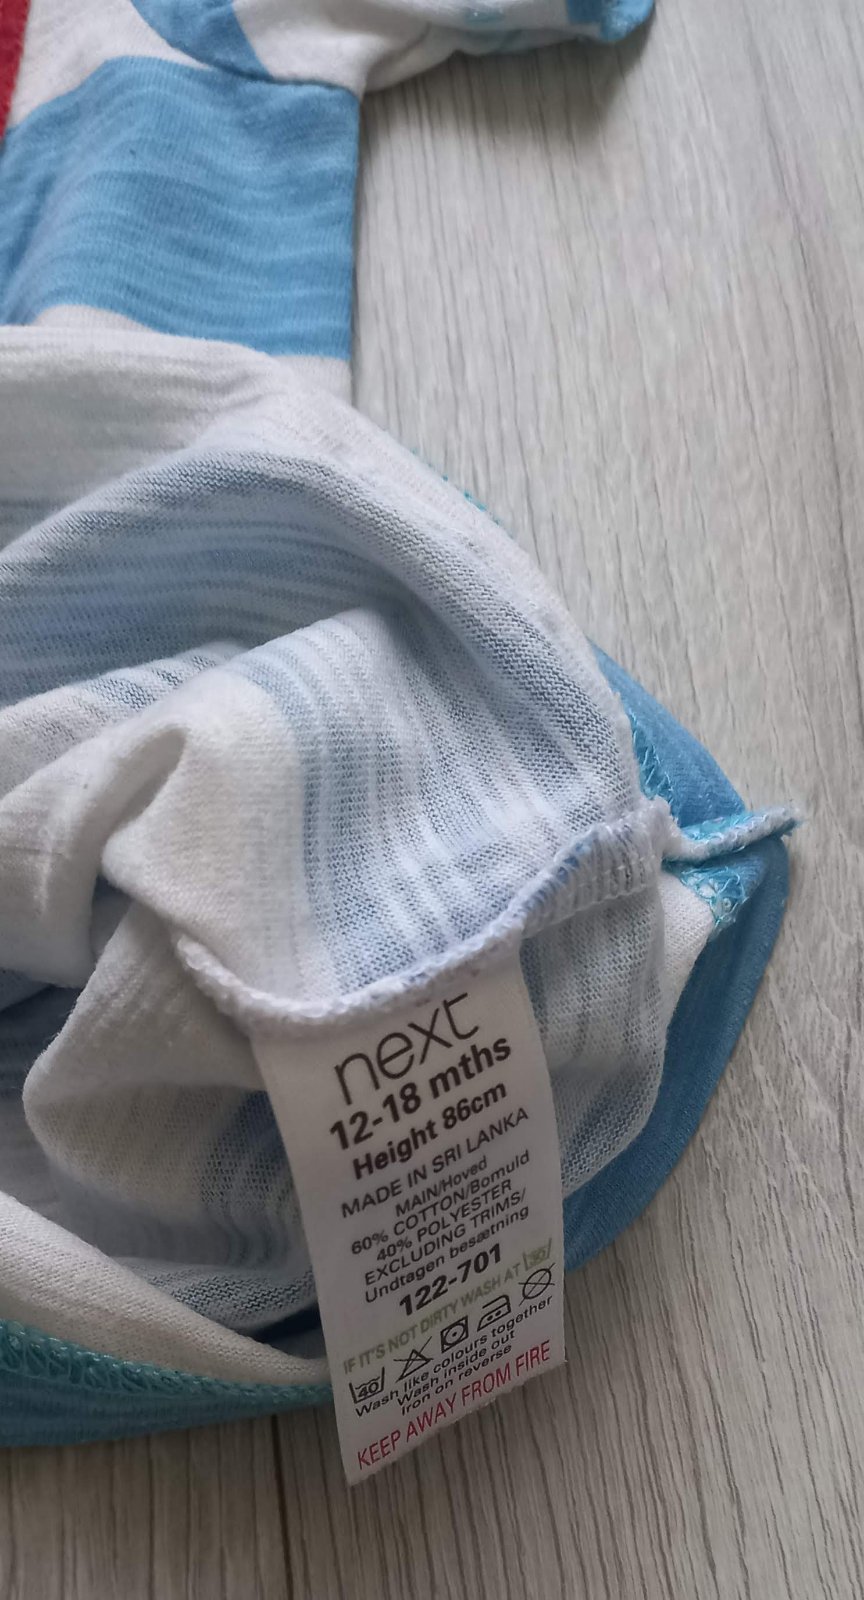 next
12-18 mths
Height 86cm
MADE IN SRI LANKA
MAIN/Hoved
60% COTTON/Bomuld
40% POLYESTER
EXCLUDING TRIMS/
Undtagen besætning
122-701
IF IT'S NOT DIRTY WASH AT 30
40
Wash like colours together
Wash inside out
Iron on reverse
KEEP AWAY FROM FIRE